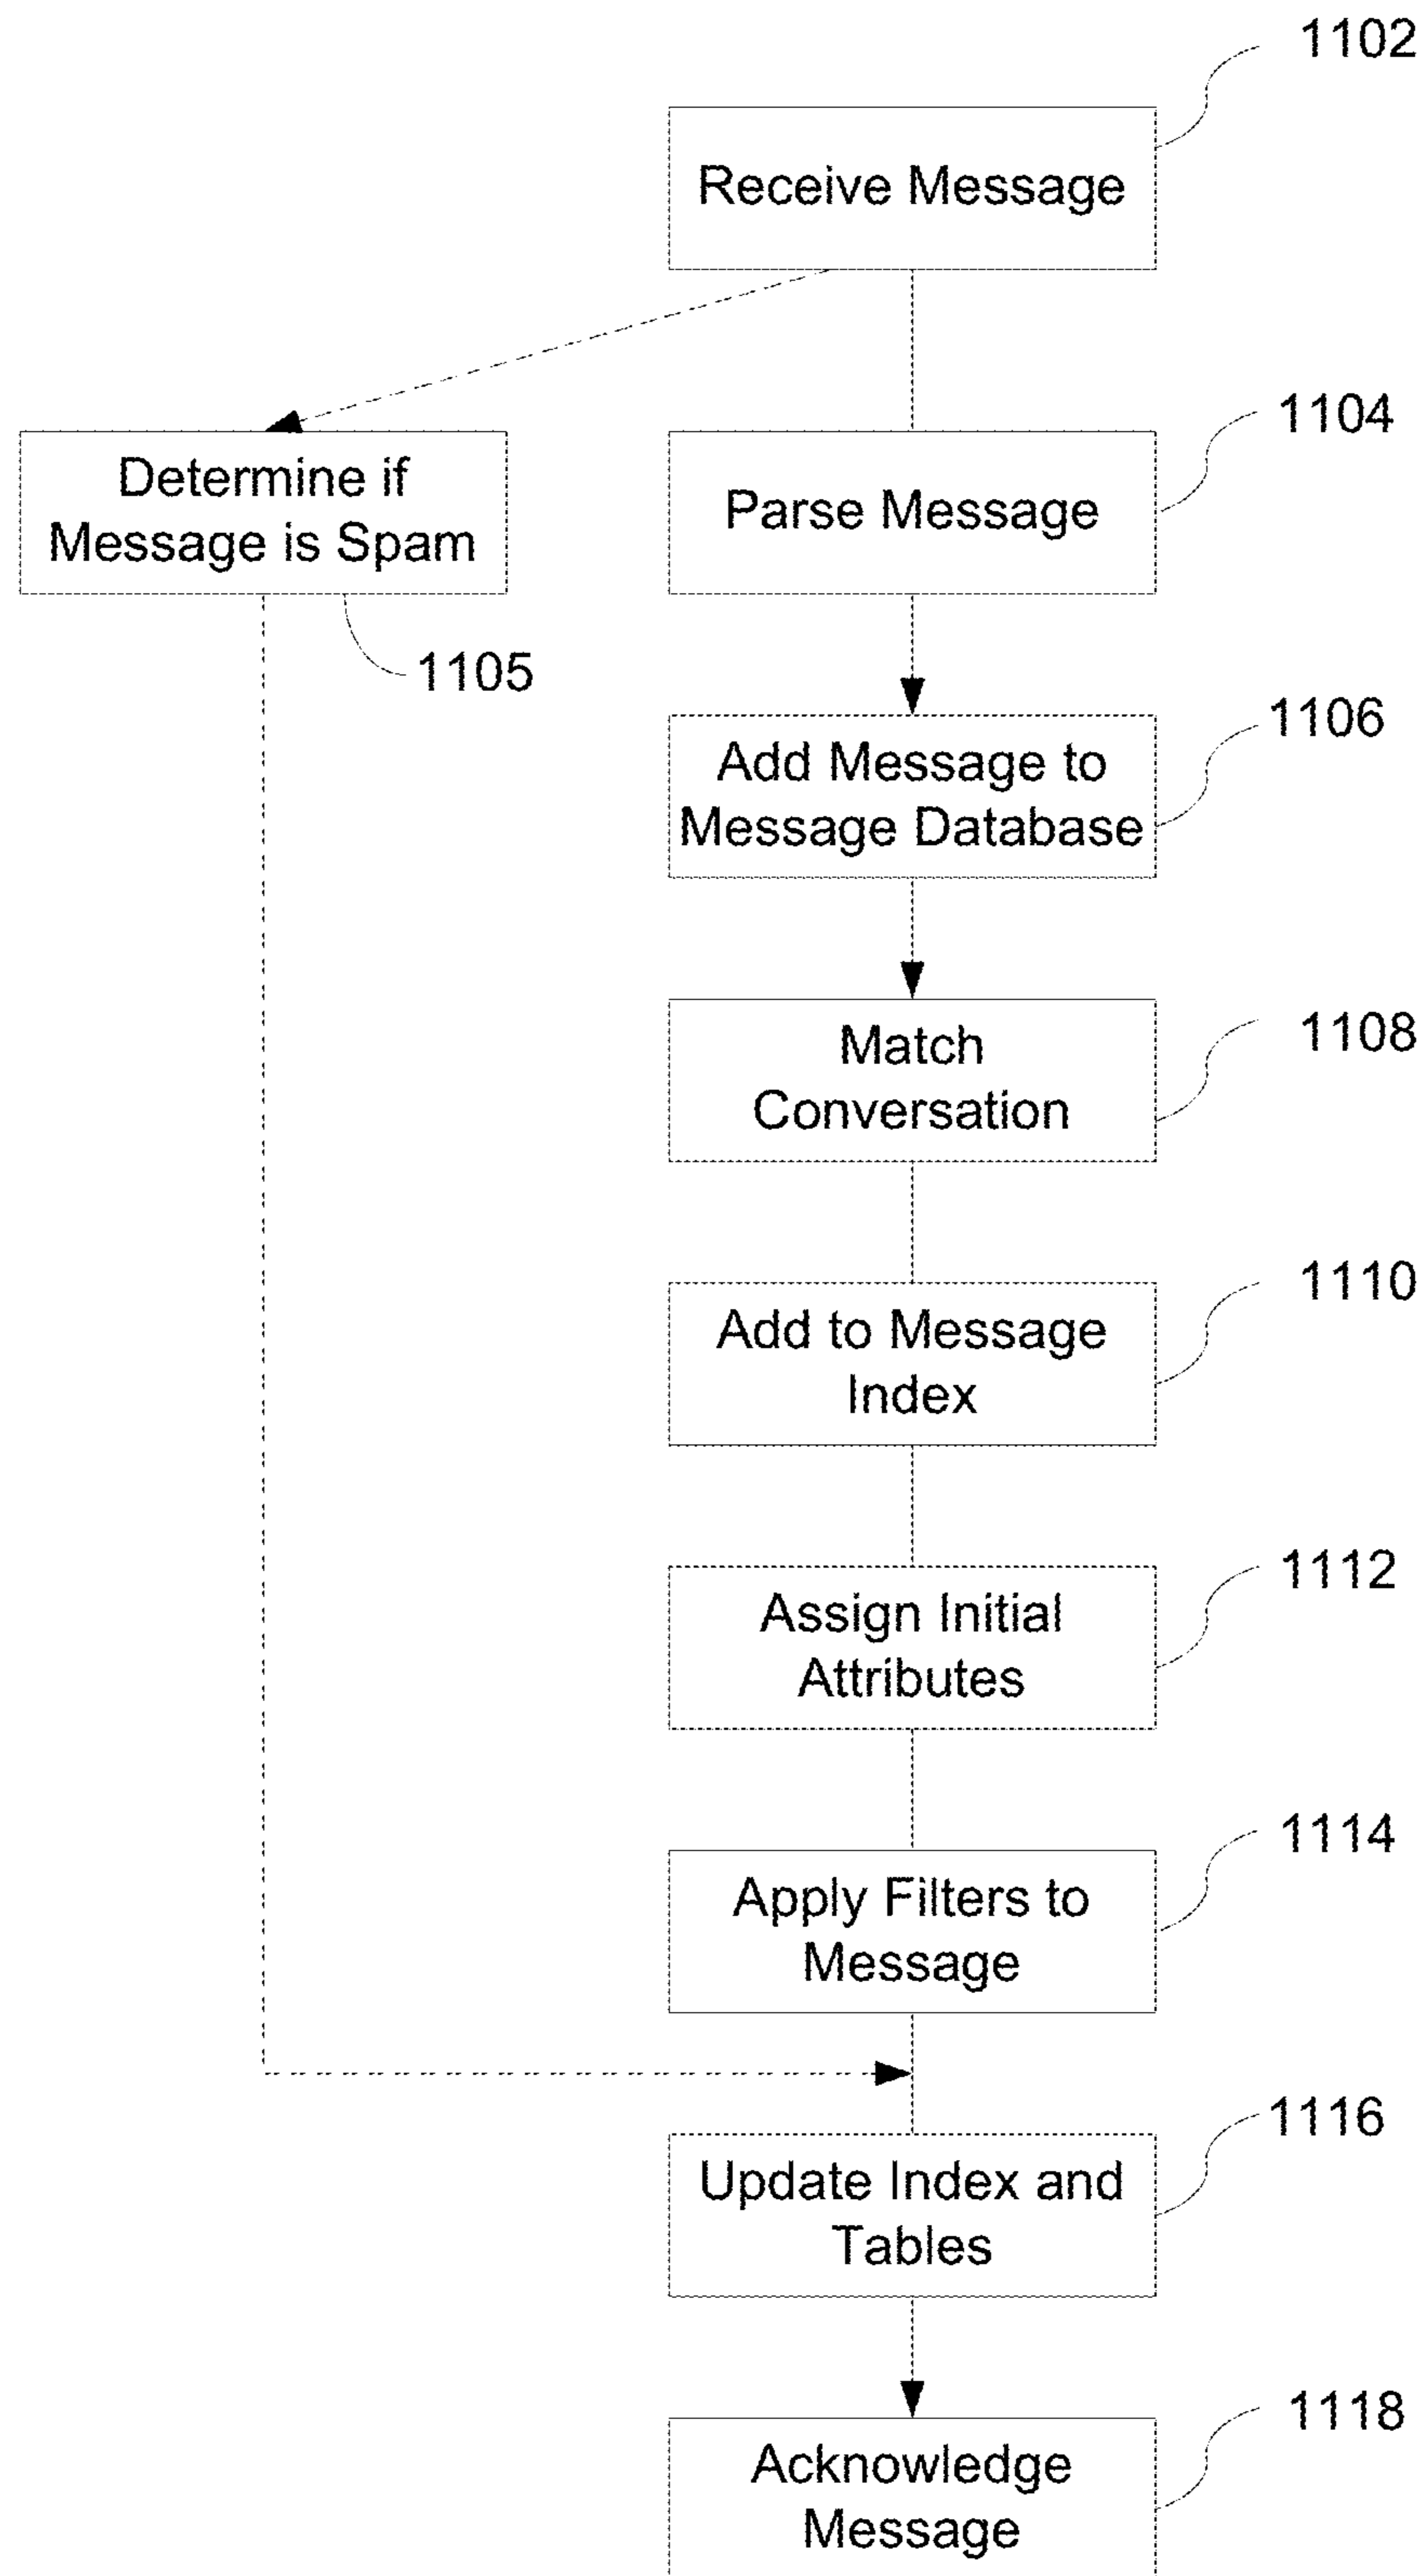 1102
Receive Message
1104
Determine if
Message is Spam
Parse Message
1105
1106
Add Message to
Message Database
1108
Match
Conversation
1110
Add to Message
Index
1112
Assign Initial
Attributes
1114
Apply Filters to
Message
1116
Update Index and
Tables
1118
Acknowledge
Message